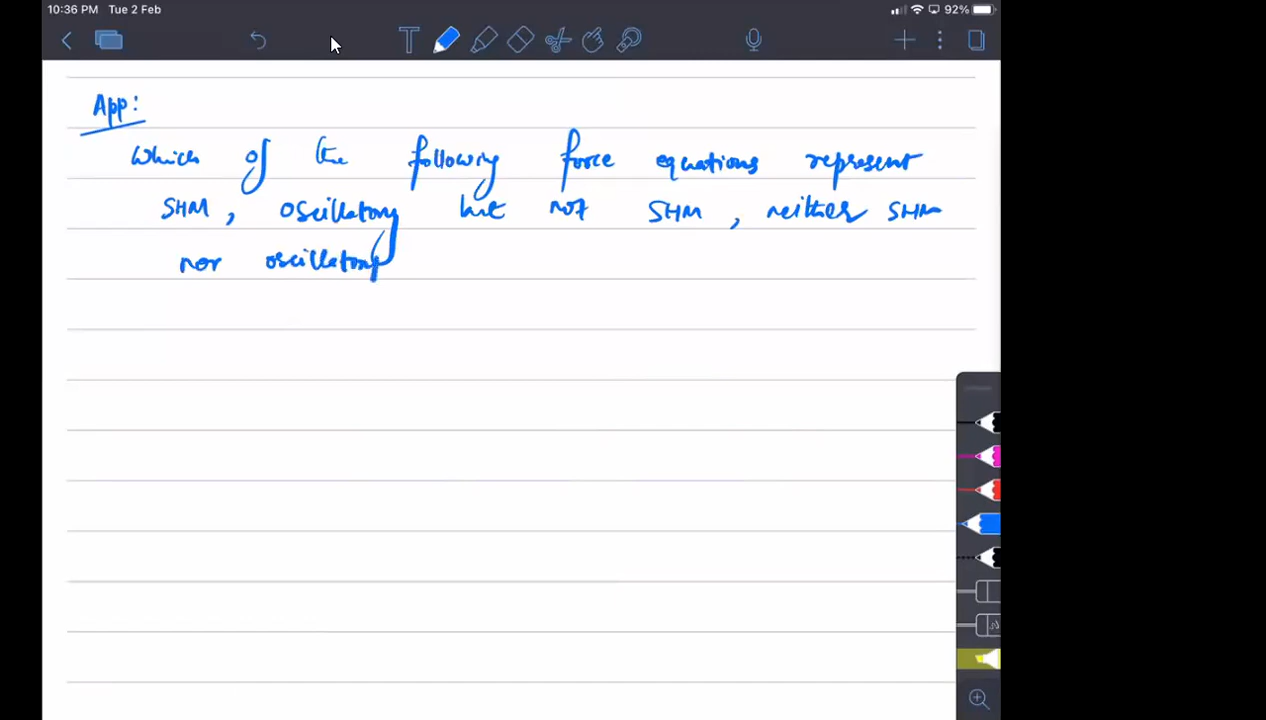 10:36 PM Tue 2 Feb 92%
T
App:
which of the following force equations represent
SHM, oscillatory but not SHM, neither SHM
nor oscillatory